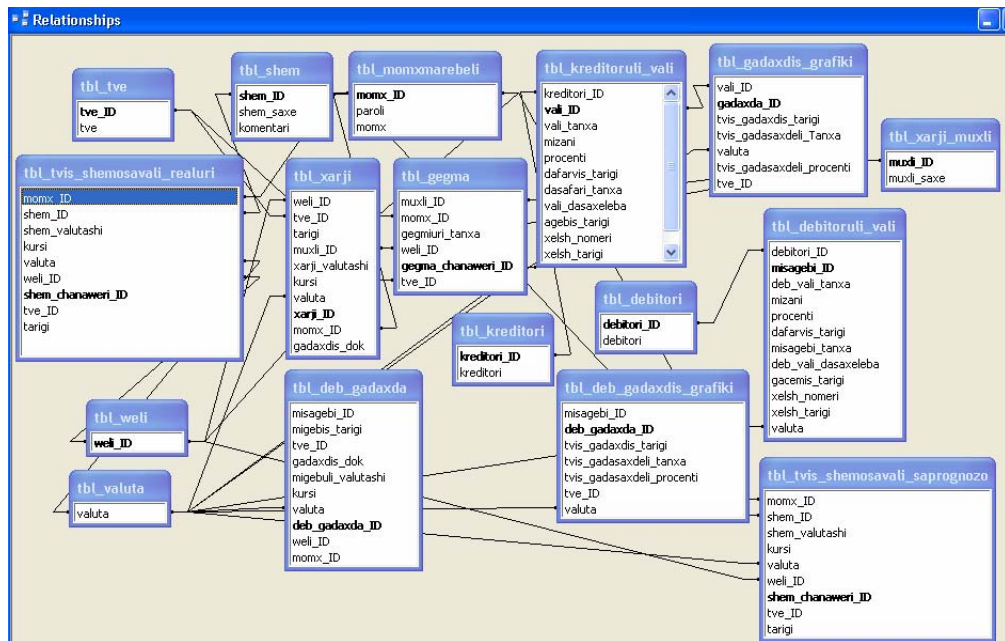 Relationships
tbl_tve
tve_ID
tve
tbl_shem
shem_ID
shem_saxe
komentari
tbl_momxmarebeli
momx_ID
paroli
momx
tbl_kreditoruli_vali
kreditori_ID
vali_ID
vali_tanxa
mizani
procenti
dafarvis_tarigi
dasafari_tanxa
vali_dasaxeleba
agebis_tarigi
xelsh_nomeri
xelsh_tarigi
tbl_gadaxdis_grafiki
vali_ID
gadaxda_ID
tvis_gadaxdis_tarigi
tvis_gadasaxdeli_Tanxa
valuta
tvis_gadasaxdeli_procenti
tve_ID
tbl_xarji_muxli
muxli_ID
muxli_saxe
tbl_tvis_shemosavali_realuri
momx_ID
shem_ID
shem_valutashi
kursi
valuta
weli_ID
shem_chanaweri_ID
tve_ID
tarigi
tbl_xarji
weli_ID
tve_ID
tarigi
muxli_ID
xarji_valutashi
kursi
valuta
xarji_ID
momx_ID
gadaxdis_dok
tbl_gegma
muxli_ID
momx_ID
gegmiuri_tanxa
weli_ID
gegma_chanaweri_ID
tve_ID
tbl_debitoruli_vali
debitori_ID
misagebi_ID
deb_vali_tanxa
mizani
procenti
dafarvis_tarigi
misagebi_tanxa
deb_vali_dasaxeleba
gacemis_tarigi
xelsh_nomeri
xelsh_tarigi
valuta
tbl_debitori
debitori_ID
debitori
tbl_kreditori
kreditori_ID
kreditori
tbl_weli
weli_ID
tbl_valuta
valuta
tbl_deb_gadaxda
misagebi_ID
migebis_tarigi
tve_ID
gadaxdis_dok
migebuli_valutashi
kursi
valuta
deb_gadaxda_ID
weli_ID
momx_ID
tbl_deb_gadaxdis_grafiki
misagebi_ID
deb_gadaxda_ID
tvis_gadaxdis_tarigi
tvis_gadasaxdeli_tanxa
tvis_gadasaxdeli_procenti
tve_ID
valuta
tbl_tvis_shemosavali_saprognozo
momx_ID
shem_ID
shem_valutashi
kursi
valuta
weli_ID
shem_chanaweri_ID
tve_ID
tarigi